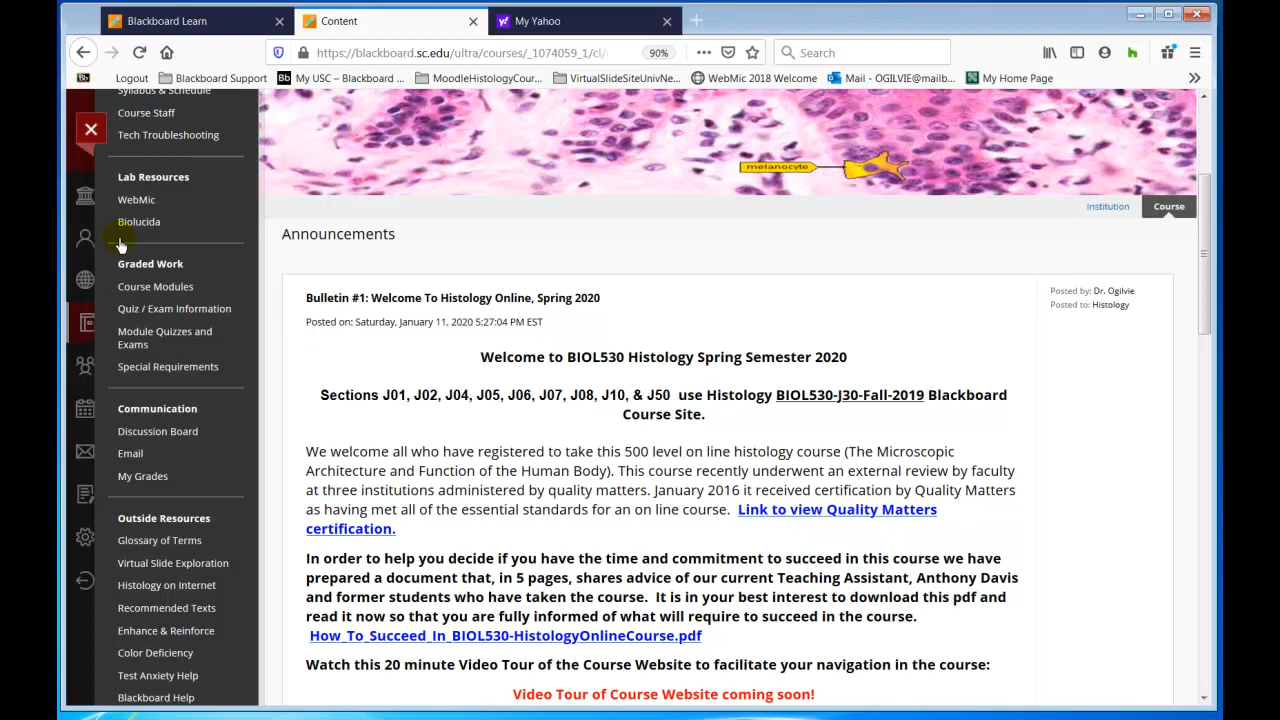 Blackboard Learn
Content
My Yahoo
https://blackboard.sc.edu/ultra/courses/_1074059_1/cl/
90%
Search
Bb
Logout
Blackboard Support
Bb My USC – Blackboard ...
MoodleHistologyCour...
VirtualSlideSiteUnivNe...
WebMic 2018 Welcome
Mail - OGILVIE@mailb...
My Home Page
Syllabus & Schedule
Course Staff
Tech Troubleshooting
Lab Resources
WebMic
Biolucida
Graded Work
Course Modules
Quiz / Exam Information
Module Quizzes and
Exams
Special Requirements
Communication
Discussion Board
Email
My Grades
Outside Resources
Glossary of Terms
Virtual Slide Exploration
Histology on Internet
Recommended Texts
Enhance & Reinforce
Color Deficiency
Test Anxiety Help
Blackboard Help
melanocyte
Institution
Course
Announcements
Bulletin #1: Welcome To Histology Online, Spring 2020
Posted on: Saturday, January 11, 2020 5:27:04 PM EST
Posted by: Dr. Ogilvie
Posted to: Histology
Welcome to BIOL530 Histology Spring Semester 2020
Sections J01, J02, J04, J05, J06, J07, J08, J10, & J50 use Histology BIOL530-J30-Fall-2019 Blackboard
Course Site.
We welcome all who have registered to take this 500 level on line histology course (The Microscopic
Architecture and Function of the Human Body). This course recently underwent an external review by faculty
at three institutions administered by quality matters. January 2016 it received certification by Quality Matters
as having met all of the essential standards for an on line course. Link to view Quality Matters
certification.
In order to help you decide if you have the time and commitment to succeed in this course we have
prepared a document that, in 5 pages, shares advice of our current Teaching Assistant, Anthony Davis
and former students who have taken the course. It is in your best interest to download this pdf and
read it now so that you are fully informed of what will require to succeed in the course.
How_To_Succeed_In_BIOL530-HistologyOnlineCourse.pdf
Watch this 20 minute Video Tour of the Course Website to facilitate your navigation in the course:
Video Tour of Course Website coming soon!